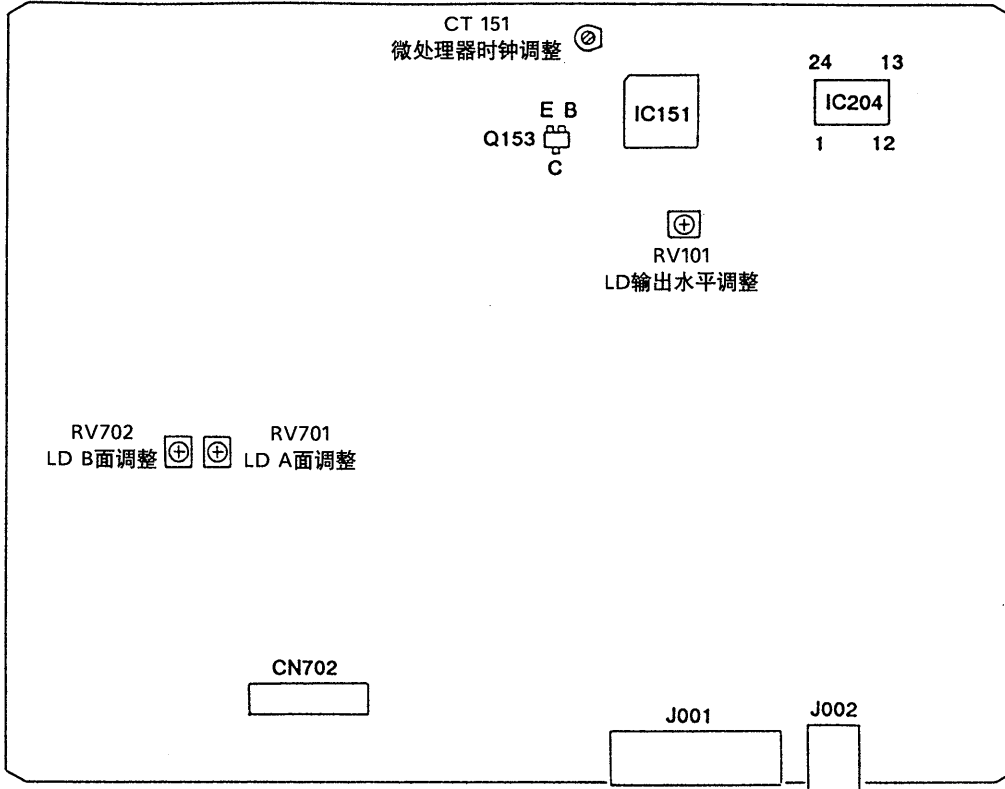 CT 151
微处理器时钟调整
24 13
IC204
1 12
IC151
E B
Q153
C
RV101
LD输出水平调整
RV702
LD B面调整
RV701
LD A面调整
CN702
J001
J002